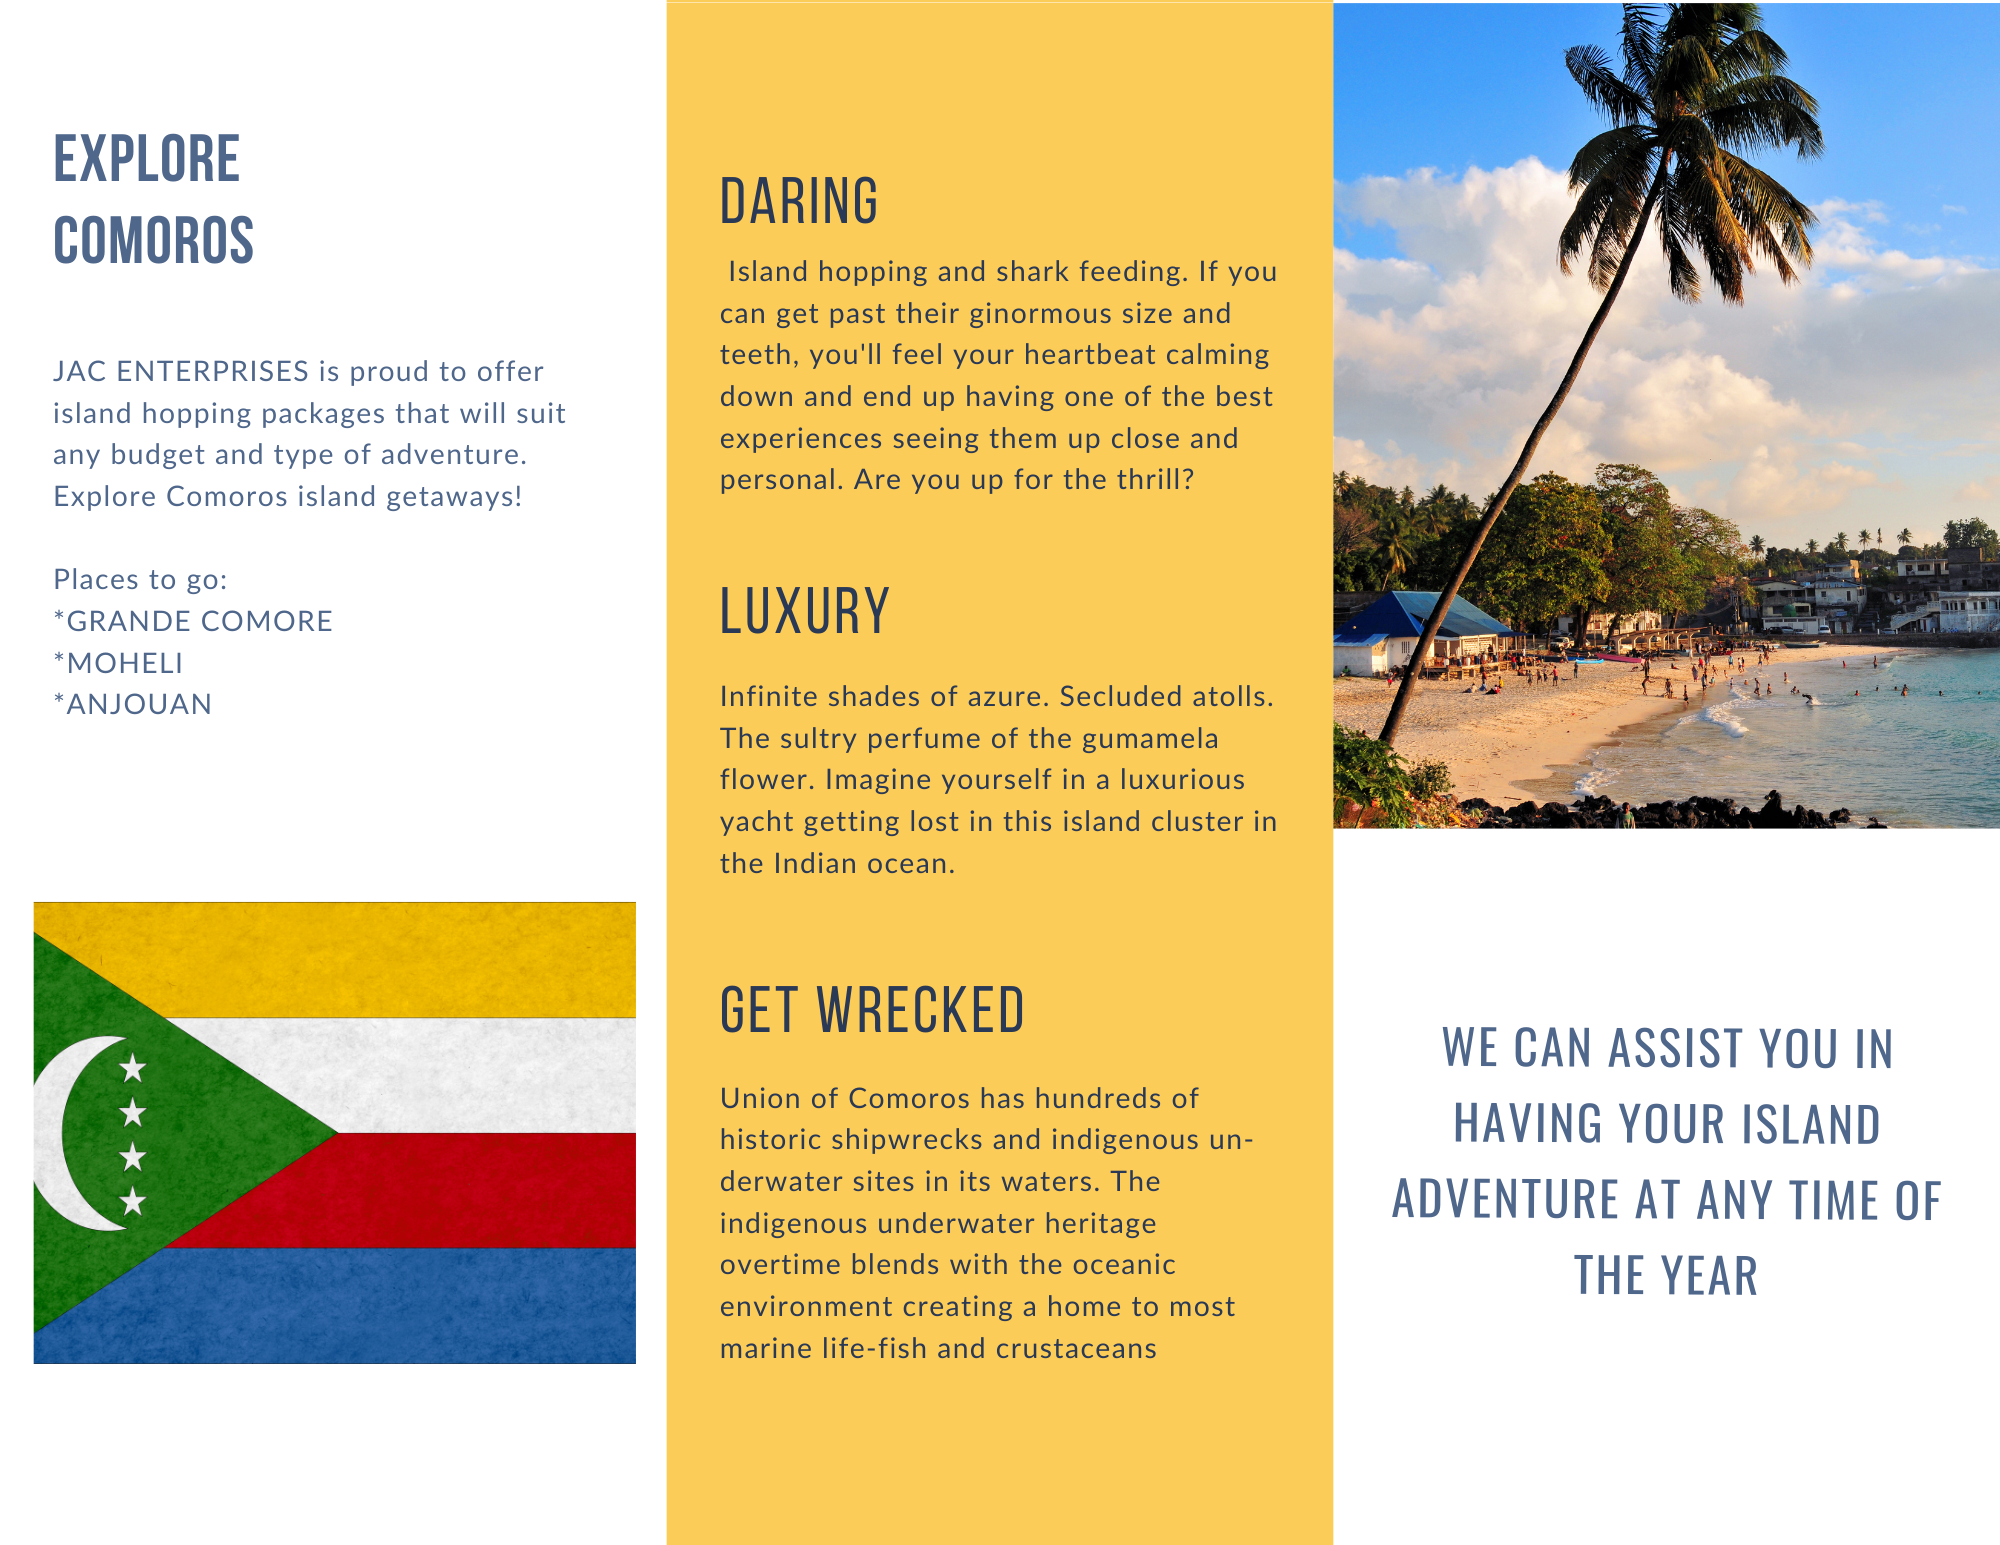 EXPLORE
COMOROS
JAC ENTERPRISES is proud to offer
island hopping packages that will suit
any budget and type of adventure.
Explore Comoros island getaways!
Places to go:
*GRANDE COMORE
*MOHELI
*ANJOUAN
DARING
Island hopping and shark feeding. If you
can get past their ginormous size and
teeth, you'll feel your heartbeat calming
down and end up having one of the best
experiences seeing them up close and
personal. Are you up for the thrill?
LUXURY
Infinite shades of azure. Secluded atolls.
The sultry perfume of the gumamela
flower. Imagine yourself in a luxurious
yacht getting lost in this island cluster in
the Indian ocean.
GET WRECKED
Union of Comoros has hundreds of
historic shipwrecks and indigenous un-
derwater sites in its waters. The
indigenous underwater heritage
overtime blends with the oceanic
environment creating a home to most
marine life-fish and crustaceans
WE CAN ASSIST YOU IN
HAVING YOUR ISLAND
ADVENTURE AT ANY TIME OF
THE YEAR